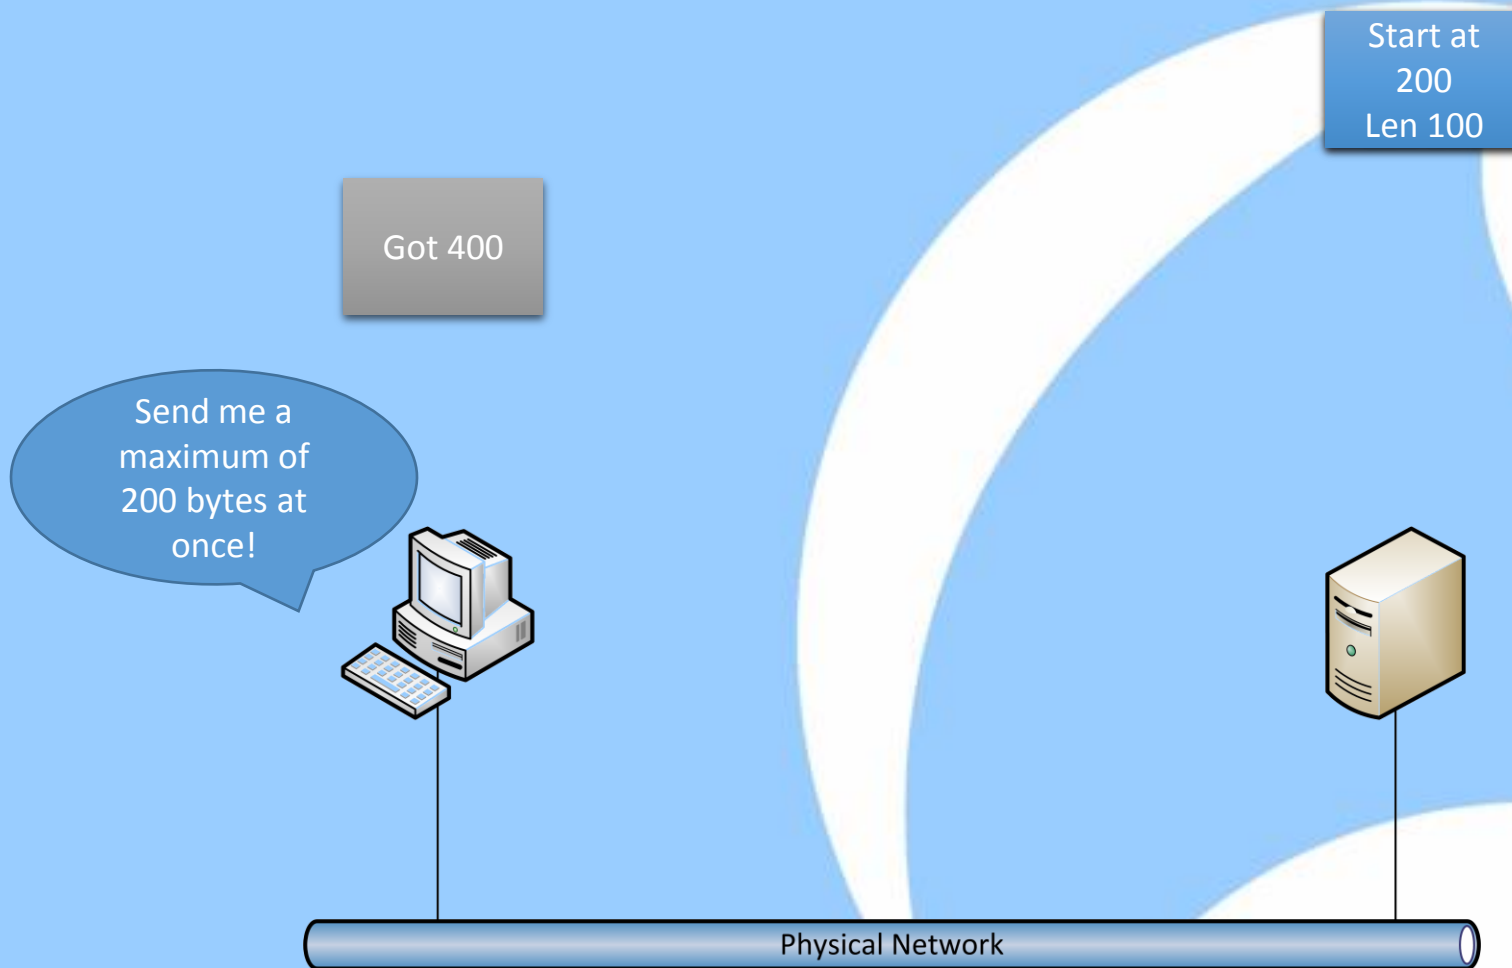 Start at
200
Len 100
Got 400
Send me a
maximum of
200 bytes at
once!
Physical Network